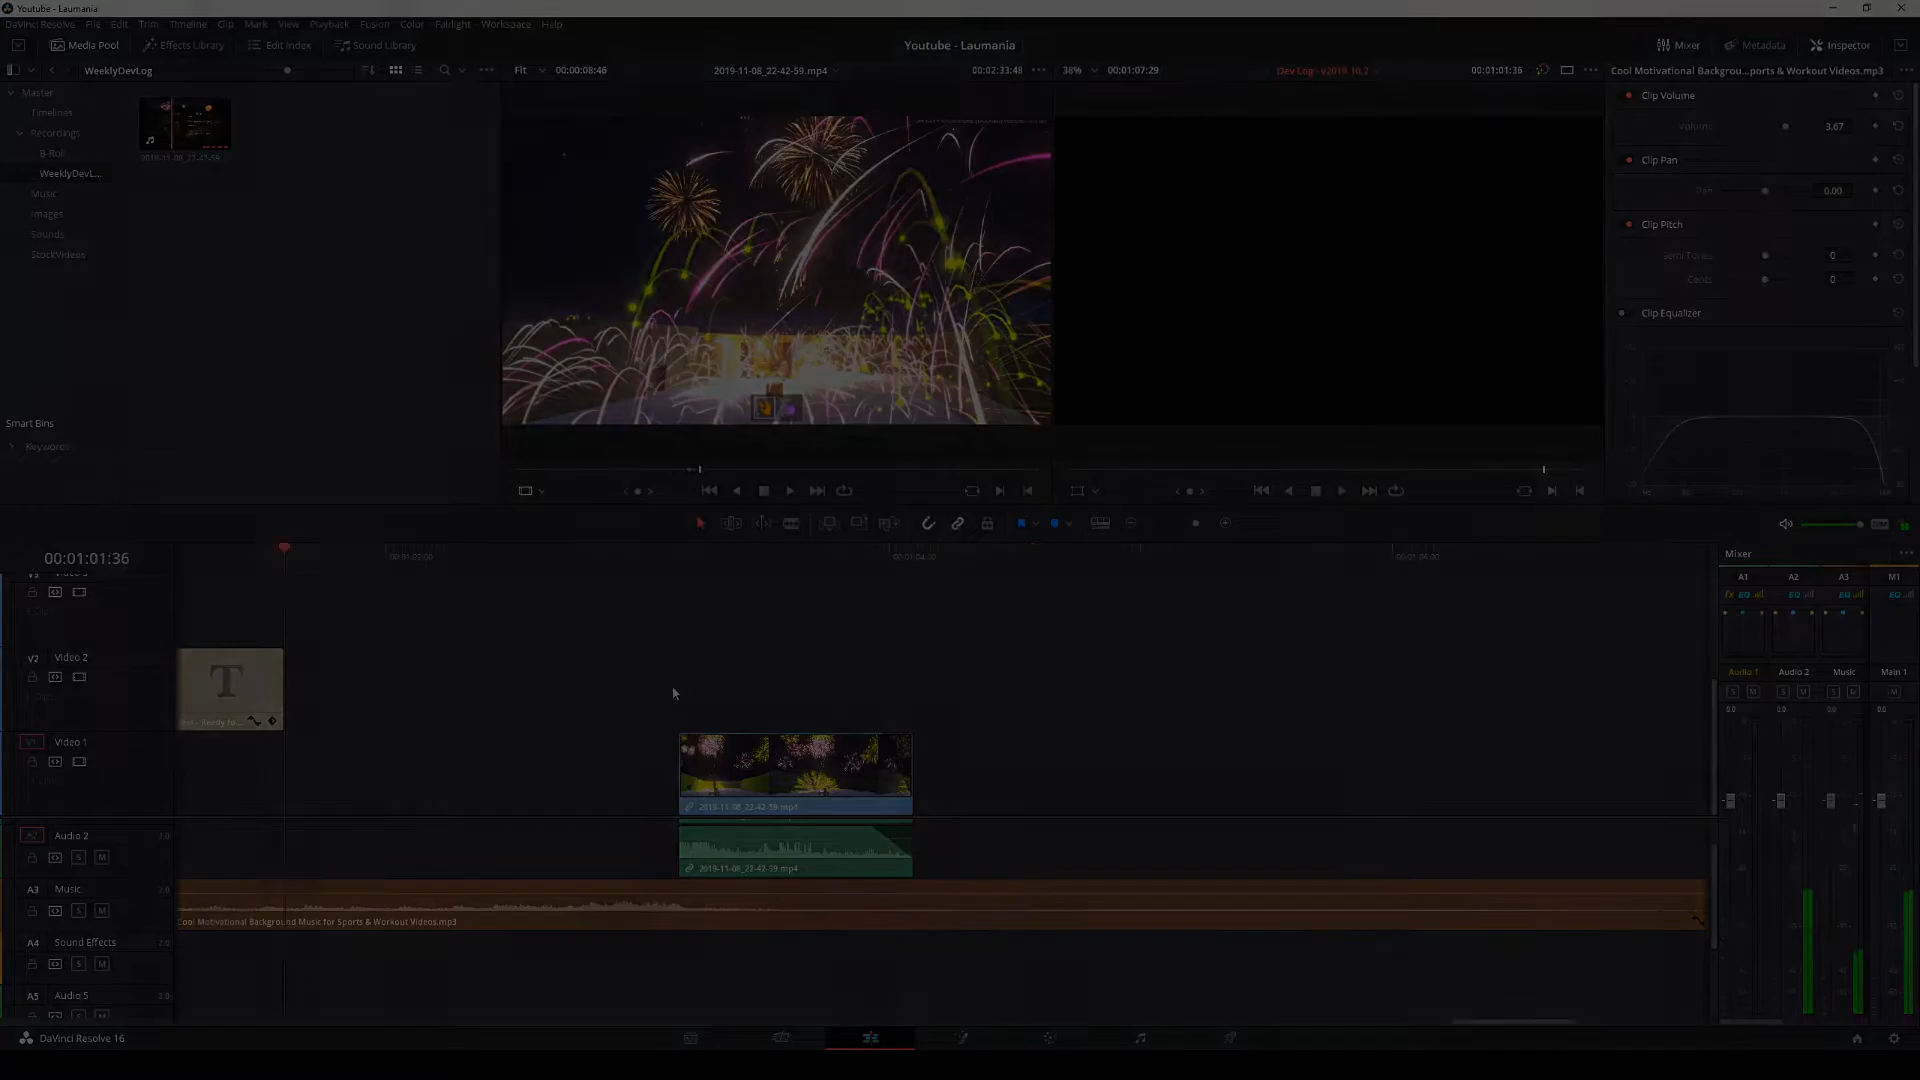 Youtube - Laumania
DaVinci Resolve File Edit Trim Timeline Clip Mark View Playback Fusion Color Fairlight Workspace Help
Media Pool Effects Library Edit Index Sound Library Youtube - Laumania Mixer Metadata Inspector
WeeklyDevLog Fit 00:00:08:46 2019-11-08_22-42-59.mp4 00:02:33:48 38% 00:01:07:29 Dev Log - v2019.10.2 00:01:01:36 Cool Motivational Backgrou...ports & Workout Videos.mp3
Master
Timelines
Recordings
B-Roll
WeeklyDevL...
Music
Images
Sounds
StockVideos
2019-11-08_22-42-59...
Smart Bins
Keywords
Clip Volume
Volume 3.67
Clip Pan
Pan 0.00
Clip Pitch
Semi Tones 0
Cents 0
Clip Equalizer
00:01:01:36
00:01:02:00 00:01:04:00 00:01:06:00
V2 Video 2
T
V1 Video 1
2019-11-08_22-42-59.mp4
A2 Audio 2 2.0
S M
2019-11-08_22-42-59.mp4
A3 Music 2.0
S M
Cool Motivational Background Music for Sports & Workout Videos.mp3
A4 Sound Effects 2.0
S M
A5 Audio 5 2.0
Mixer
A1 A2 A3 M1
fx EQ EQ EQ EQ
Audio 1 Audio 2 Music Main 1
S M S M S M M
0.0 0.0 0.0 0.0
DaVinci Resolve 16